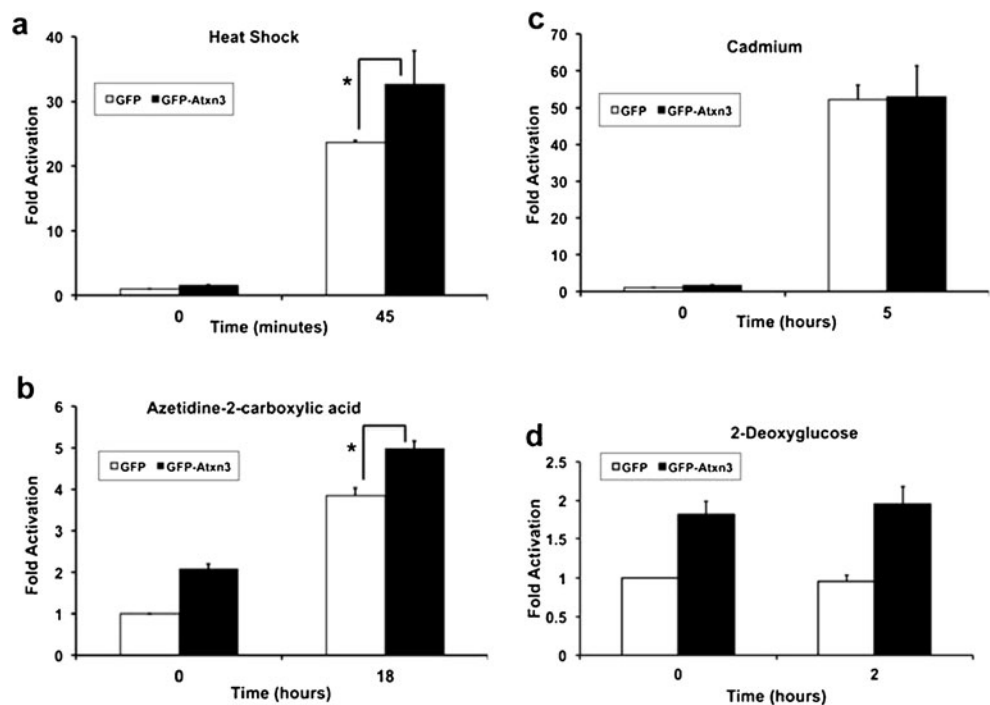 a
Heat Shock
Fold Activation
40
30
20
10
0
GFP GFP-Atxn3
*
0 45
Time (minutes)
b
Azetidine-2-carboxylic acid
Fold Activation
6
5
4
3
2
1
0
GFP GFP-Atxn3
*
0 18
Time (hours)
c
Cadmium
Fold Activation
70
60
50
40
30
20
10
0
GFP GFP-Atxn3
0 5
Time (hours)
d
2-Deoxyglucose
Fold Activation
2.5
2
1.5
1
0.5
0
GFP GFP-Atxn3
0 2
Time (hours)